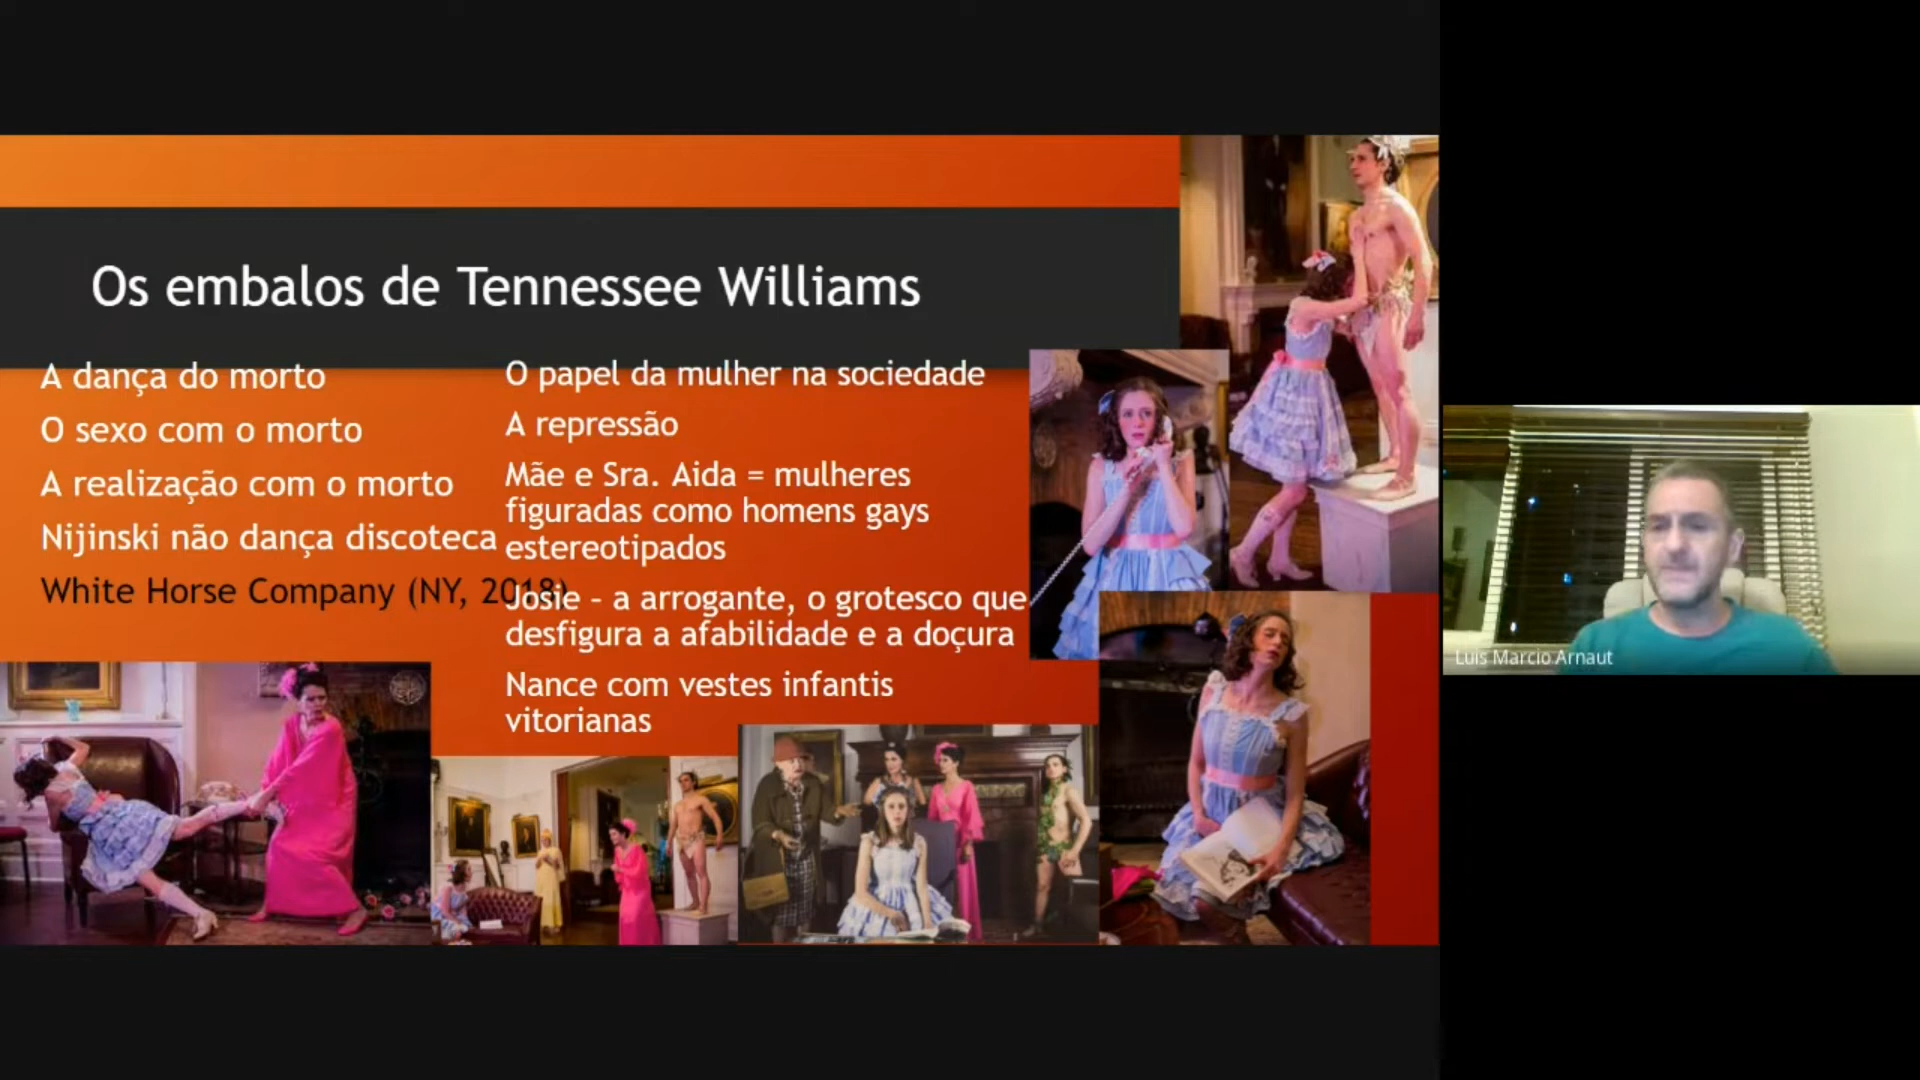 Os embalos de Tennessee Williams
A dança do morto
O sexo com o morto
A realização com o morto
Nijinski não dança discoteca
White Horse Company (NY, 2018)
O papel da mulher na sociedade
A repressão
Mãe e Sra. Aida = mulheres
figuradas como homens gays
estereotipados
Josie – a arrogante, o grotesco que
desfigura a afabilidade e a doçura
Nance com vestes infantis
vitorianas
Luis Marcio Arnaut